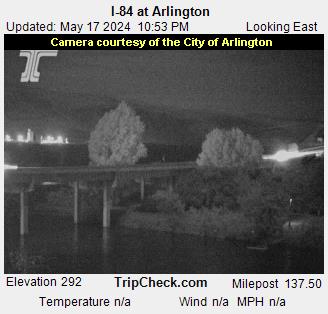 I-84 at Arlington
Updated: May 17 2024 10:53 PM Looking East
Camera courtesy of the City of Arlington
Elevation 292 TripCheck.com Milepost 137.50
Temperature n/a Wind n/a MPH n/a